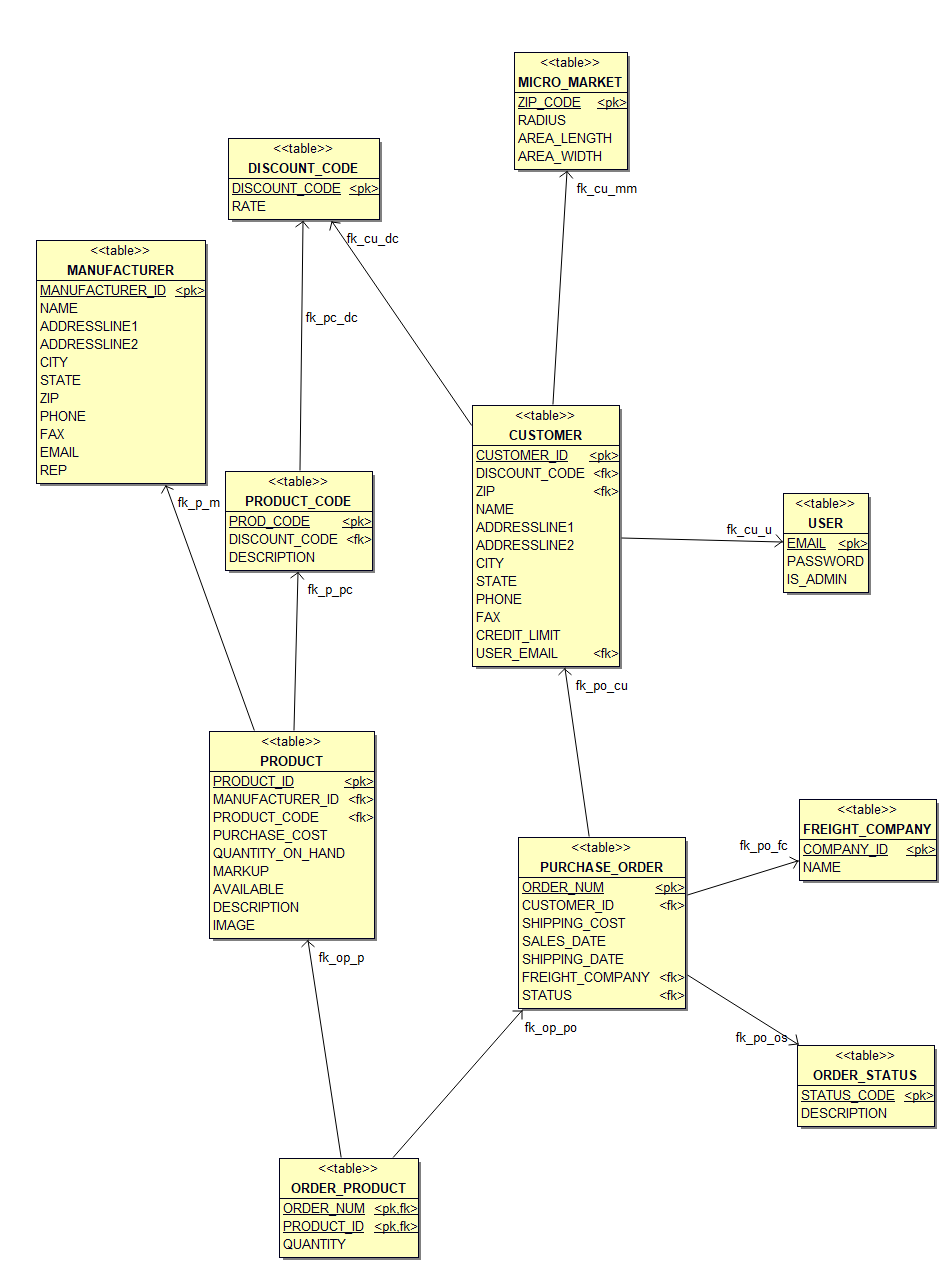 <<table>>
MICRO_MARKET
ZIP_CODE <pk>
RADIUS
AREA_LENGTH
AREA_WIDTH
fk_cu_mm
<<table>>
DISCOUNT_CODE
DISCOUNT_CODE <pk>
RATE
fk_cu_dc
fk_pc_dc
<<table>>
MANUFACTURER
MANUFACTURER_ID <pk>
NAME
ADDRESSLINE1
ADDRESSLINE2
CITY
STATE
ZIP
PHONE
FAX
EMAIL
REP
fk_p_m
<<table>>
CUSTOMER
CUSTOMER_ID <pk>
DISCOUNT_CODE <fk>
ZIP <fk>
NAME
ADDRESSLINE1
ADDRESSLINE2
CITY
STATE
PHONE
FAX
CREDIT_LIMIT
USER_EMAIL <fk>
<<table>>
PRODUCT_CODE
PROD_CODE <pk>
DISCOUNT_CODE <fk>
DESCRIPTION
fk_p_pc
fk_cu_u
<<table>>
USER
EMAIL <pk>
PASSWORD
IS_ADMIN
fk_po_cu
<<table>>
PRODUCT
PRODUCT_ID <pk>
MANUFACTURER_ID <fk>
PRODUCT_CODE <fk>
PURCHASE_COST
QUANTITY_ON_HAND
MARKUP
AVAILABLE
DESCRIPTION
IMAGE
fk_op_p
<<table>>
PURCHASE_ORDER
ORDER_NUM <pk>
CUSTOMER_ID <fk>
SHIPPING_COST
SALES_DATE
SHIPPING_DATE
FREIGHT_COMPANY <fk>
STATUS <fk>
fk_op_po
fk_po_fc
<<table>>
FREIGHT_COMPANY
COMPANY_ID <pk>
NAME
fk_po_os
<<table>>
ORDER_STATUS
STATUS_CODE <pk>
DESCRIPTION
<<table>>
ORDER_PRODUCT
ORDER_NUM <pk,fk>
PRODUCT_ID <pk,fk>
QUANTITY